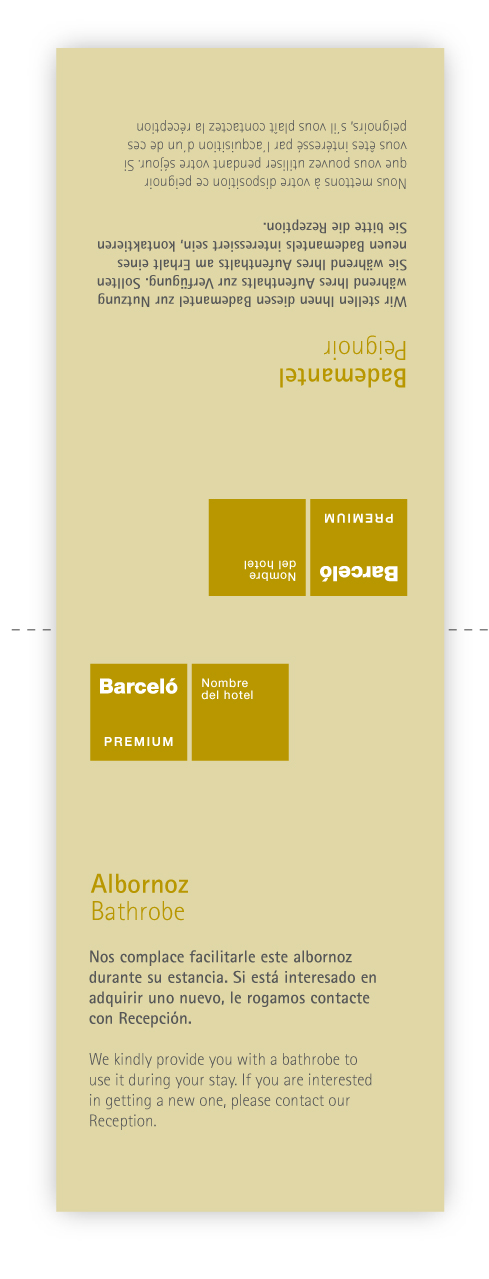 Bademantel
Peignoir
Wir stellen Ihnen diesen Bademantel zur Nutzung
während Ihres Aufenthalts zur Verfügung. Sollten
Sie während Ihres Aufenthalts am Erhalt eines
neuen Bademantels interessiert sein, kontaktieren
Sie bitte die Rezeption.
Nous mettons à votre disposition ce peignoir
que vous pouvez utiliser pendant votre séjour. Si
vous êtes intéressé par l'acquisition d'un de ces
peignoirs, s'il vous plaît contactez la réception
Barceló
PREMIUM
Nombre
del hotel
Barceló
PREMIUM
Nombre
del hotel
Albornoz
Bathrobe
Nos complace facilitarle este albornoz
durante su estancia. Si está interesado en
adquirir uno nuevo, le rogamos contacte
con Recepción.
We kindly provide you with a bathrobe to
use it during your stay. If you are interested
in getting a new one, please contact our
Reception.